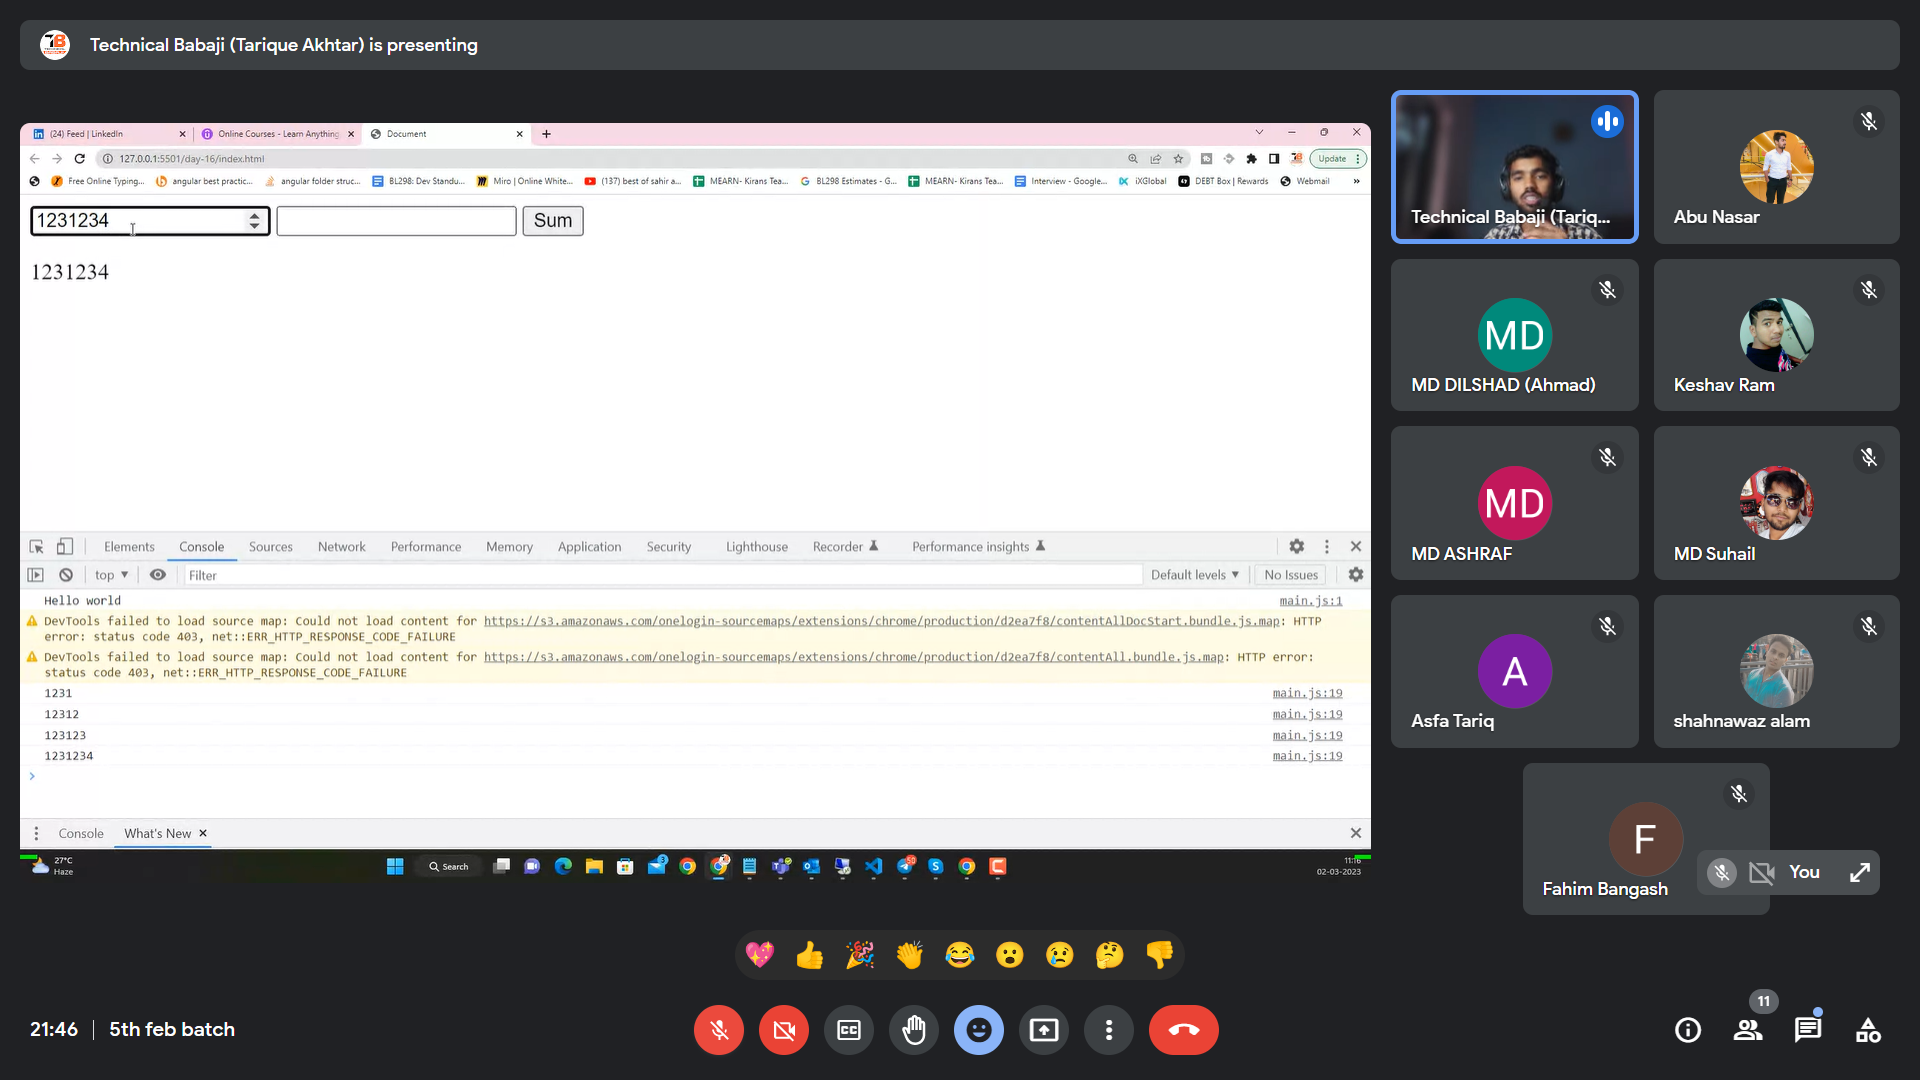 Technical Babaji (Tarique Akhtar) is presenting
(24) Feed | LinkedIn
Online Courses - Learn Anything
Document
127.0.0.1:5501/day-16/index.html
Update
Free Online Typing...
angular best practic...
angular folder struc...
BL298: Dev Standu...
Miro | Online White...
(137) best of sahir a...
MEARN- Kirans Tea...
BL298 Estimates - G...
MEARN- Kirans Tea...
Interview - Google...
iXGlobal
DEBT Box | Rewards
Webmail
»
1231234
Sum
1231234
Elements Console Sources Network Performance Memory Application Security Lighthouse Recorder Performance insights
top Filter Default levels No Issues
Hello world main.js:1
DevTools failed to load source map: Could not load content for https://s3.amazonaws.com/onelogin-sourcemaps/extensions/chrome/production/d2ea7f8/contentAllDocStart.bundle.js.map: HTTP
error: status code 403, net::ERR_HTTP_RESPONSE_CODE_FAILURE
DevTools failed to load source map: Could not load content for https://s3.amazonaws.com/onelogin-sourcemaps/extensions/chrome/production/d2ea7f8/contentAll.bundle.js.map: HTTP error:
status code 403, net::ERR_HTTP_RESPONSE_CODE_FAILURE
1231 main.js:19
12312 main.js:19
123123 main.js:19
1231234 main.js:19
Console What's New
27°C
Haze
Search
11:16
02-03-2023
Technical Babaji (Tariq...
Abu Nasar
MD
MD DILSHAD (Ahmad)
Keshav Ram
MD
MD ASHRAF
MD Suhail
A
Asfa Tariq
shahnawaz alam
F
Fahim Bangash
You
21:46 | 5th feb batch
CC
11